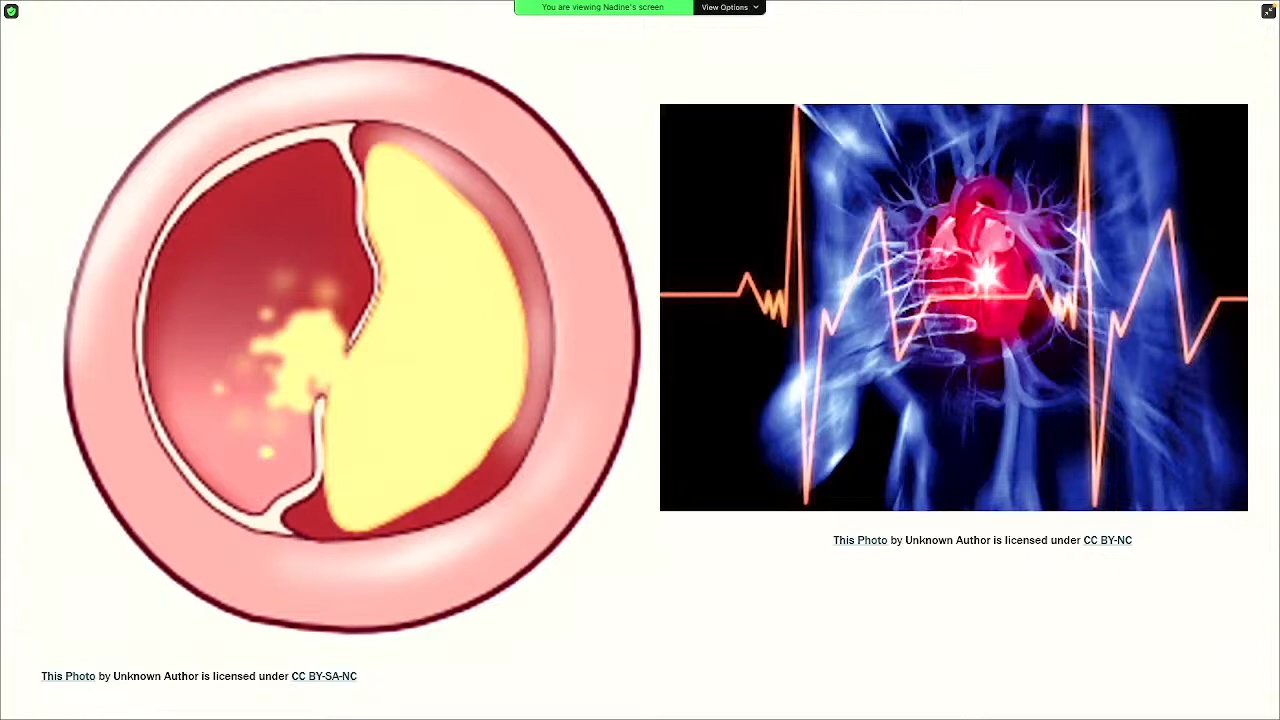 You are viewing Nadine's screen
View Options
This Photo by Unknown Author is licensed under CC BY-NC
This Photo by Unknown Author is licensed under CC BY-SA-NC